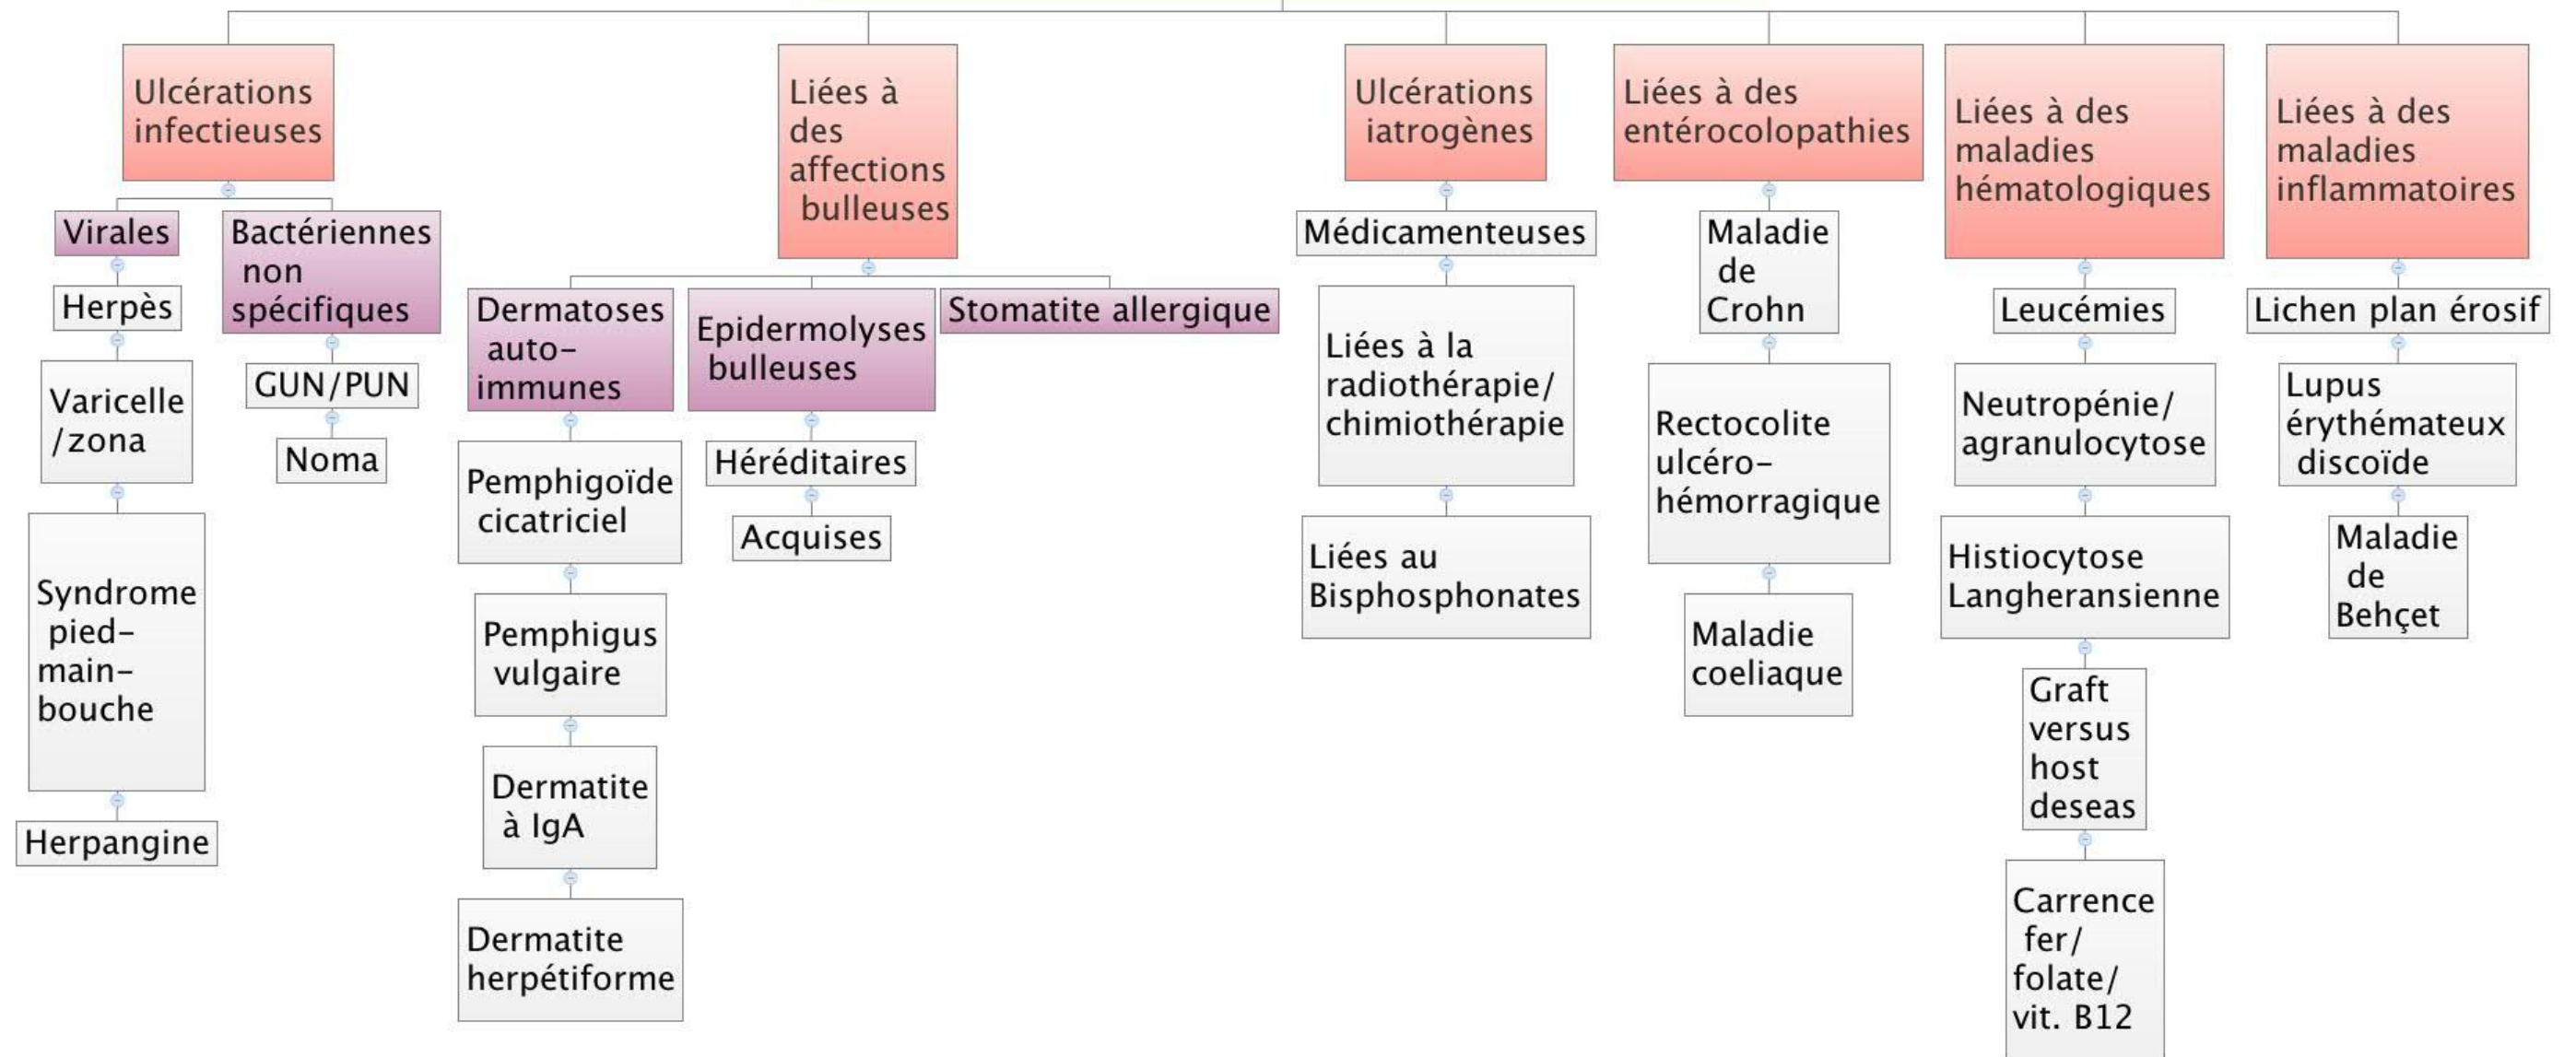 Ulcérations
infectieuses
Virales
Herpès
Varicelle
/zona
Syndrome
pied-
main-
bouche
Herpangine
Bactériennes
non
spécifiques
GUN/PUN
Noma
Liées à
des
affections
bulleuses
Dermatoses
auto-
immunes
Pemphigoïde
cicatriciel
Pemphigus
vulgaire
Dermatite
à IgA
Dermatite
herpétiforme
Epidermolyses
bulleuses
Héréditaires
Acquises
Stomatite allergique
Ulcérations
iatrogènes
Médicamenteuses
Liées à la
radiothérapie/
chimiothérapie
Liées au
Bisphosphonates
Liées à des
entérocolopathies
Maladie
de
Crohn
Rectocolite
ulcéro-
hémorragique
Maladie
coeliaque
Liées à des
maladies
hématologiques
Leucémies
Neutropénie/
agranulocytose
Histiocytose
Langheransienne
Graft
versus
host
deseas
Carrence
fer/
folate/
vit. B12
Liées à des
maladies
inflammatoires
Lichen plan érosif
Lupus
érythémateux
discoïde
Maladie
de
Behçet